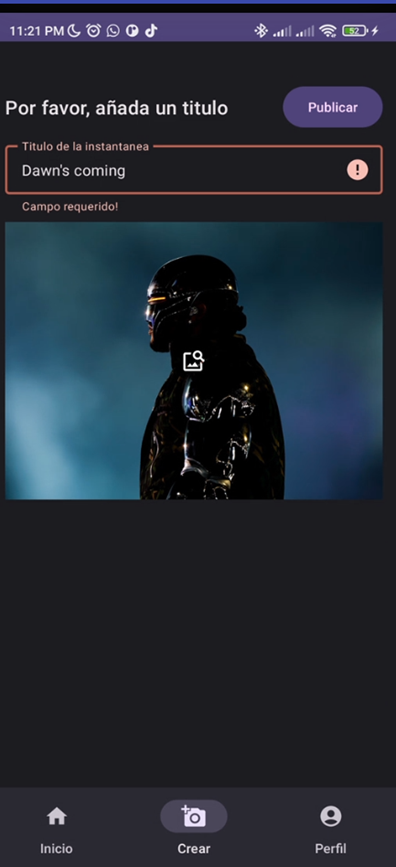 11:21 PM
52
Por favor, añada un titulo
Publicar
Titulo de la instantanea
Dawn's coming
Campo requerido!
Inicio
Crear
Perfil